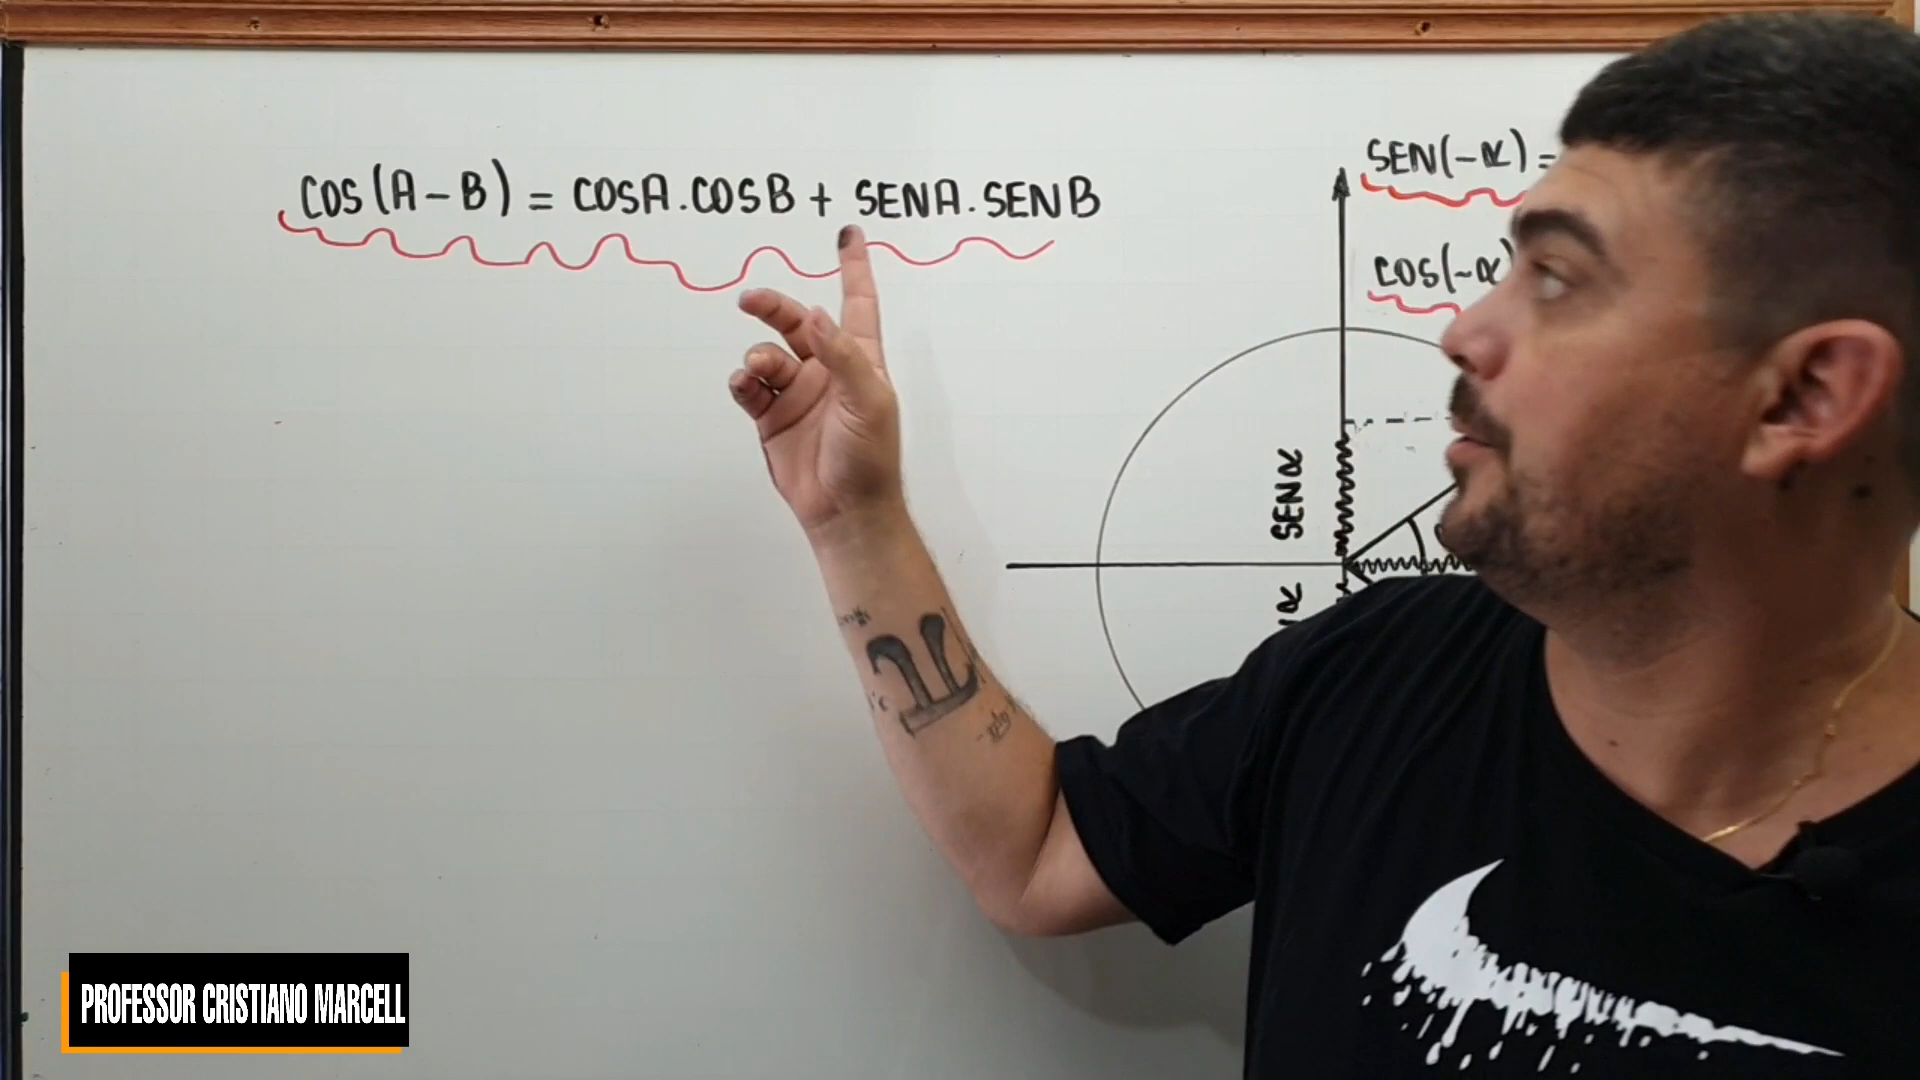 COS(A-B) = COSA.COSB + SENA.SENB
SEN(-α) =
COS(-α)
SENα
PROFESSOR CRISTIANO MARCELL